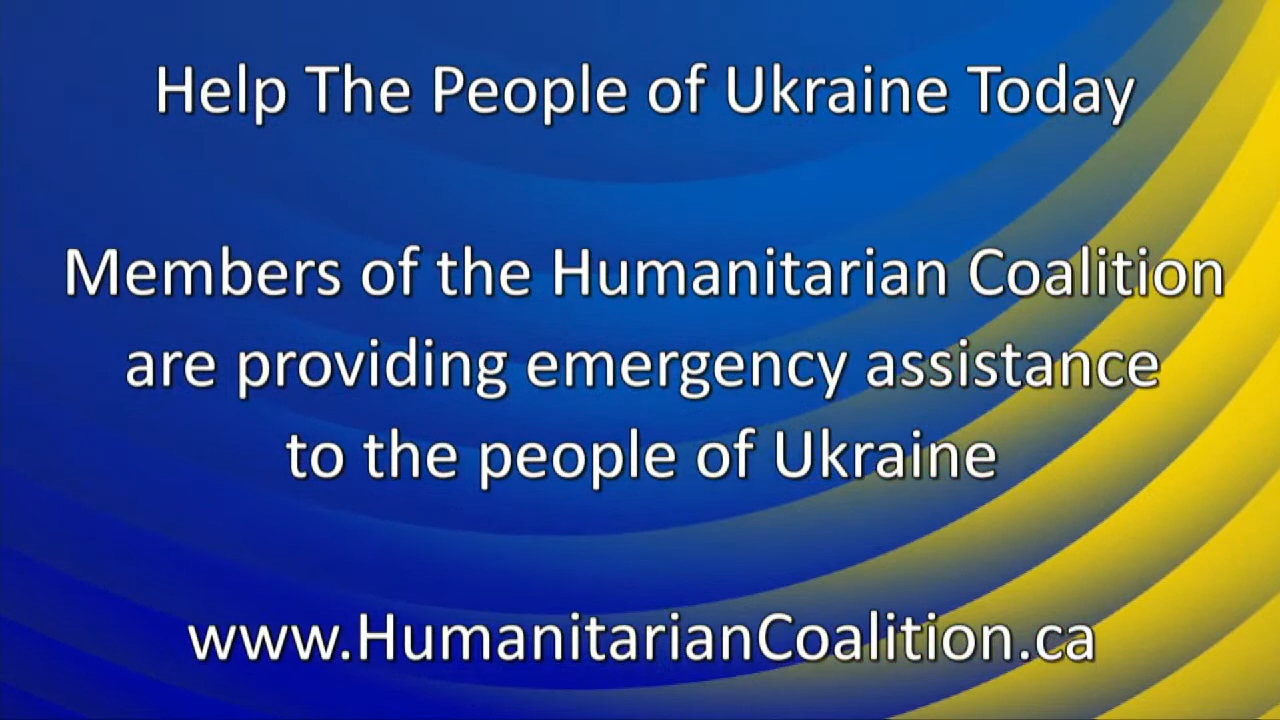 Help The People of Ukraine Today
Members of the Humanitarian Coalition
are providing emergency assistance
to the people of Ukraine
www.HumanitarianCoalition.ca